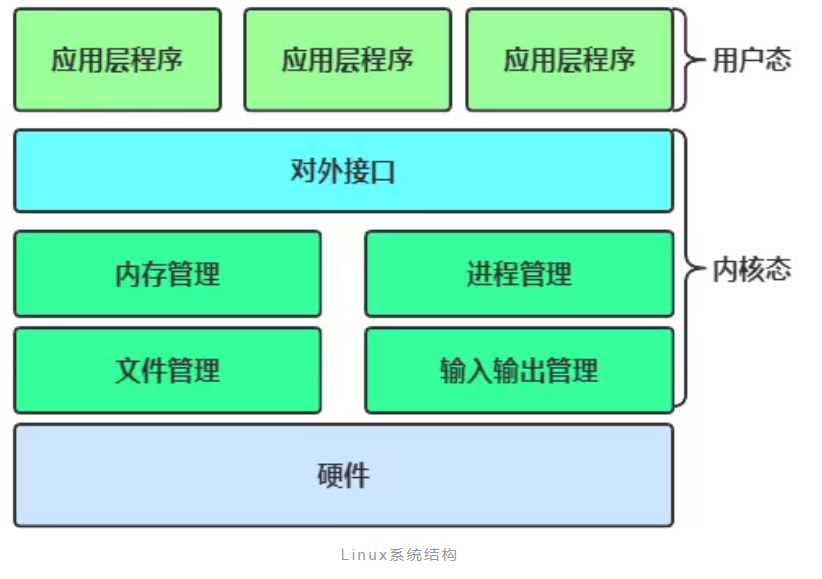 应用层程序 应用层程序 应用层程序 用户态
对外接口
内存管理 进程管理 内核态
文件管理 输入输出管理
硬件
Linux系统结构